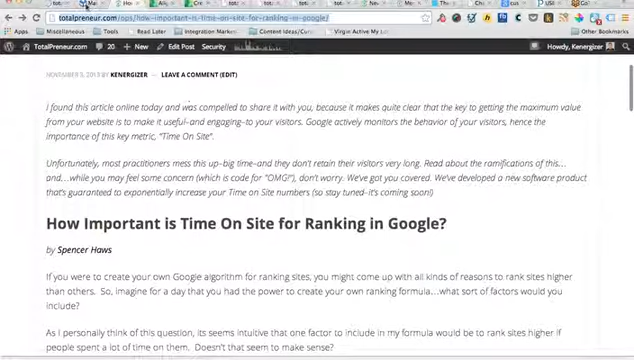 totalpreneur.com/ops/how-important-is-time-on-site-for-ranking-in-google/
Apps Miscellaneous Tools Integration Targets Content Ideas/Cur Virgin Active My L Other Bookmarks
TotalPreneur.com 20 New Edit Post Security Howdy, Kenergizer
NOVEMBER 3, 2013 BY KENERGIZER — LEAVE A COMMENT (EDIT)
I found this article online today and was compelled to share it with you, because it makes quite clear that the key to getting the maximum value
from your website is to make it useful–and engaging–to your visitors. Google actively monitors the behavior of your visitors, hence the
importance of this key metric, "Time On Site".
Unfortunately, most practitioners mess this up–big time–and they don't retain their visitors very long. Read about the ramifications of this…
and…while you may feel some concern (which is code for "OMG!"), don't worry. We've got you covered. We've developed a new software product
that's guaranteed to exponentially increase your Time on Site numbers (so stay tuned–it's coming soon!)
How Important is Time On Site for Ranking in Google?
by Spencer Haws
If you were to create your own Google algorithm for ranking sites, you might come up with all kinds of reasons to rank sites higher
than others. So, imagine for a day that you had the power to create your own ranking formula…what sort of factors would you
include?
As I personally think of this question, its seems intuitive that one factor to include in my formula would be to rank sites higher if
people spent a lot of time on them. Doesn't that seem to make sense?